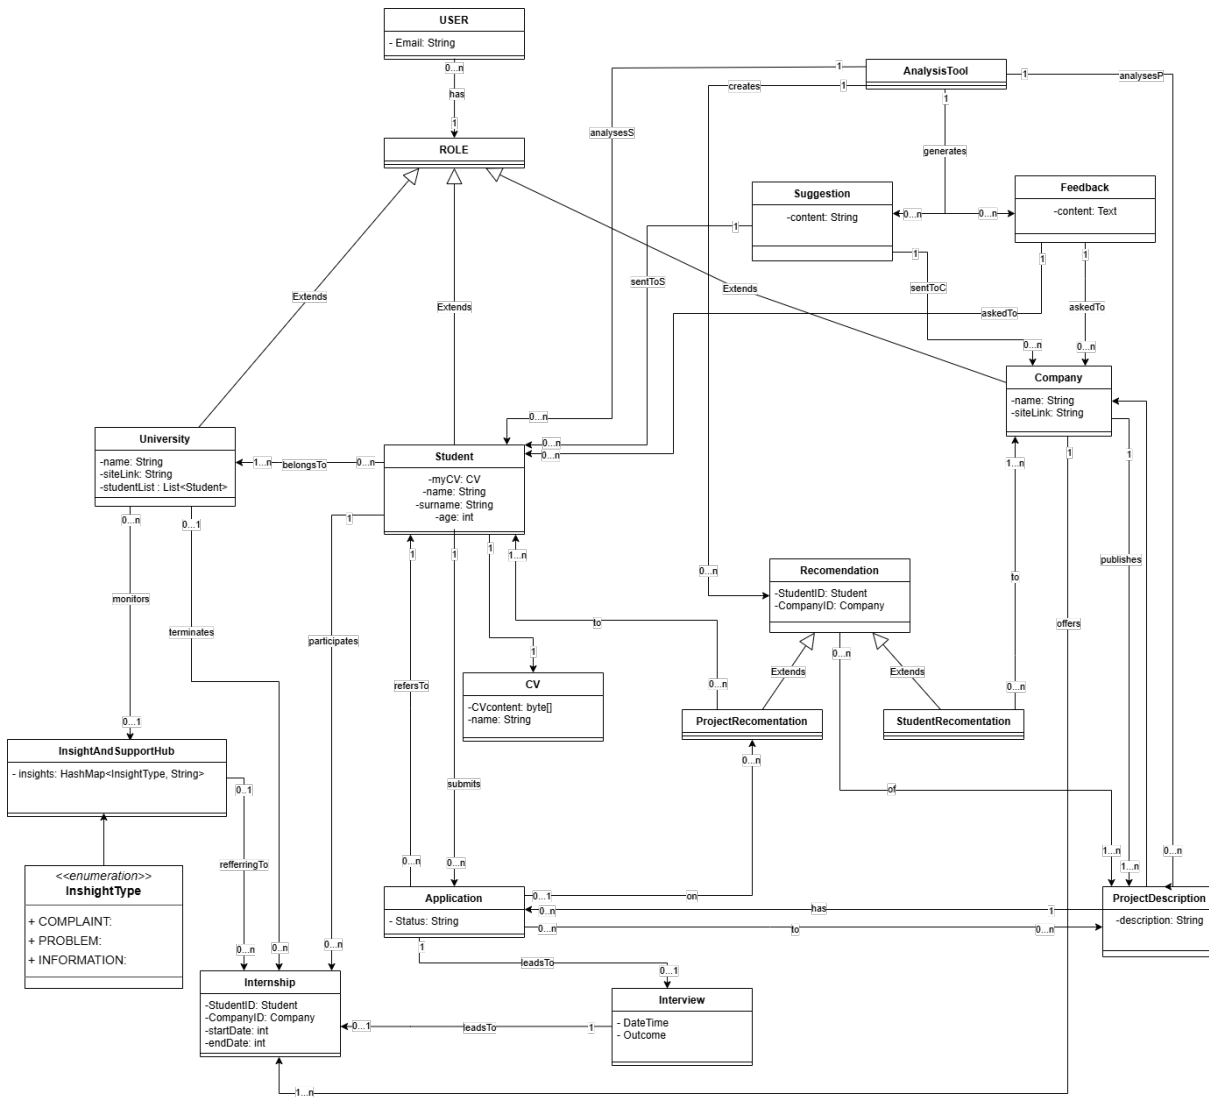 USER
- Email: String
0...n
has
1
ROLE
AnalysisTool
1
1
1
1
analysesS
creates
generates
analysesP
Suggestion
-content: String
0...n
0...n
Feedback
-content: Text
1
1
1
1
sentToS
sentToC
askedTo
askedTo
Extends
Extends
Extends
0...n
0...n
Company
-name: String
-siteLink: String
0...n
0...n
0...n
University
-name: String
-siteLink: String
-studentList : List<Student>
1...n
belongsTo
0...n
Student
-myCV: CV
-name: String
-surname: String
-age: int
1...n
1
1
0...n
0...1
1
1
1
1
1...n
monitors
terminates
participates
refersTo
submits
to
to
offers
publishes
0...n
Recomendation
-StudentID: Student
-CompanyID: Company
0...n
Extends
Extends
1
CV
-CVcontent: byte[]
-name: String
0...n
0...n
ProjectRecomentation
StudentRecomentation
0...n
of
0...1
InsightAndSupportHub
- insights: HashMap<InsightType, String>
0..1
refferingTo
<<enumeration>>
InshightType
+ COMPLAINT:
+ PROBLEM:
+ INFORMATION:
0...n
0...n
1...n
1...n
0...n
Application
- Status: String
0...1
on
0..n
has
1
0...n
to
0...n
ProjectDescription
-description: String
1
leadsTo
0...1
0...n
0..n
0...n
Internship
-StudentID: Student
-CompanyID: Company
-startDate: int
-endDate: int
0...1
leadsTo
1
Interview
- DateTime
- Outcome
1...n